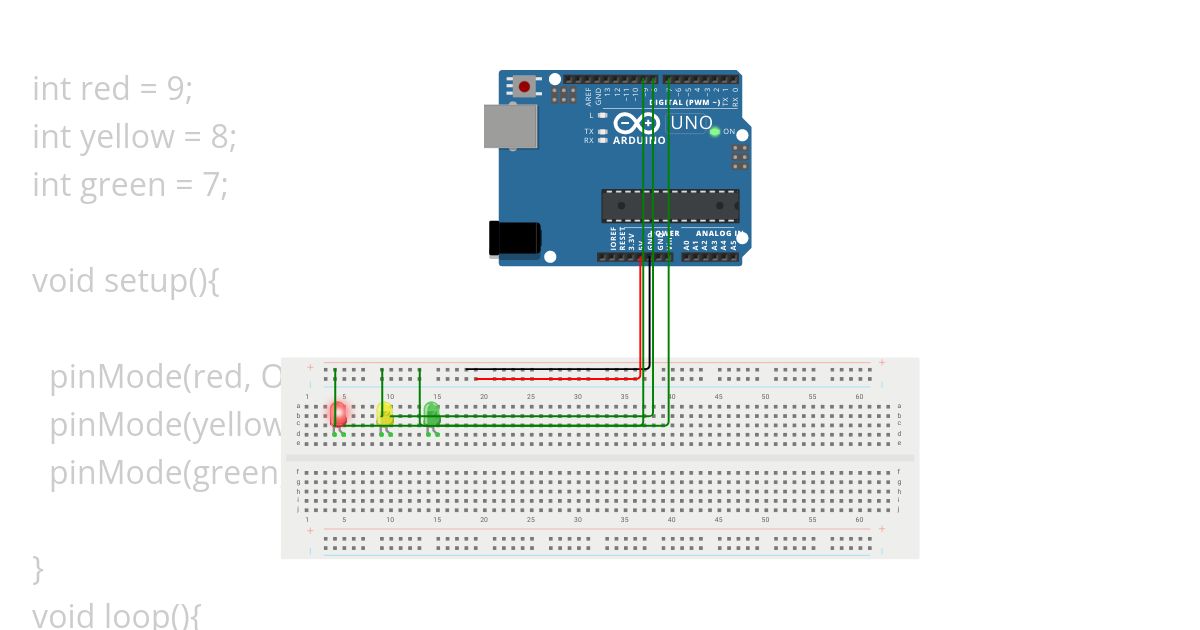 int red = 9;
int yellow = 8;
int green = 7;
void setup(){
pinMode(red, O
pinMode(yellow
pinMode(green
}
void loop(){
AREF
GND
13
12
~11
~10
~9
8
7
~6
~5
4
~3
2
TX 1
RX 0
DIGITAL (PWM ~)
L
TX
RX
UNO
ON
ARDUINO
POWER
ANALOG IN
IOREF
RESET
3.3V
5V
GND
GND
A0
A1
A2
A3
A4
A5
1 5 10 15 20 25 30 35 40 45 50 55 60
a a
b b
c c
d d
e e
f f
g g
h h
i i
j j
1 5 10 15 20 25 30 35 40 45 50 55 60